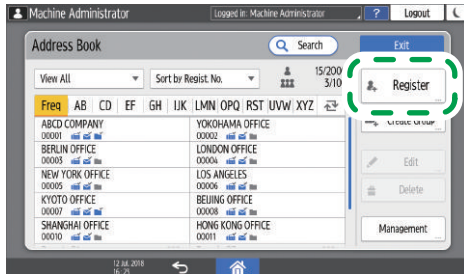 Machine Administrator
Logged in: Machine Administrator
?
Logout
Address Book
Search
Exit
View All
Sort by Regist. No.
15/200
3/10
Register
Freq AB CD EF GH IJK LMN OPQ RST UVW XYZ
Create Group
ABCD COMPANY
00001
YOKOHAMA OFFICE
00002
BERLIN OFFICE
00003
LONDON OFFICE
00004
Edit
NEW YORK OFFICE
00005
LOS ANGELES
00006
Delete
KYOTO OFFICE
00007
BEIJING OFFICE
00008
SHANGHAI OFFICE
00010
HONG KONG OFFICE
00011
Management
12 JUL 2018
16: 25